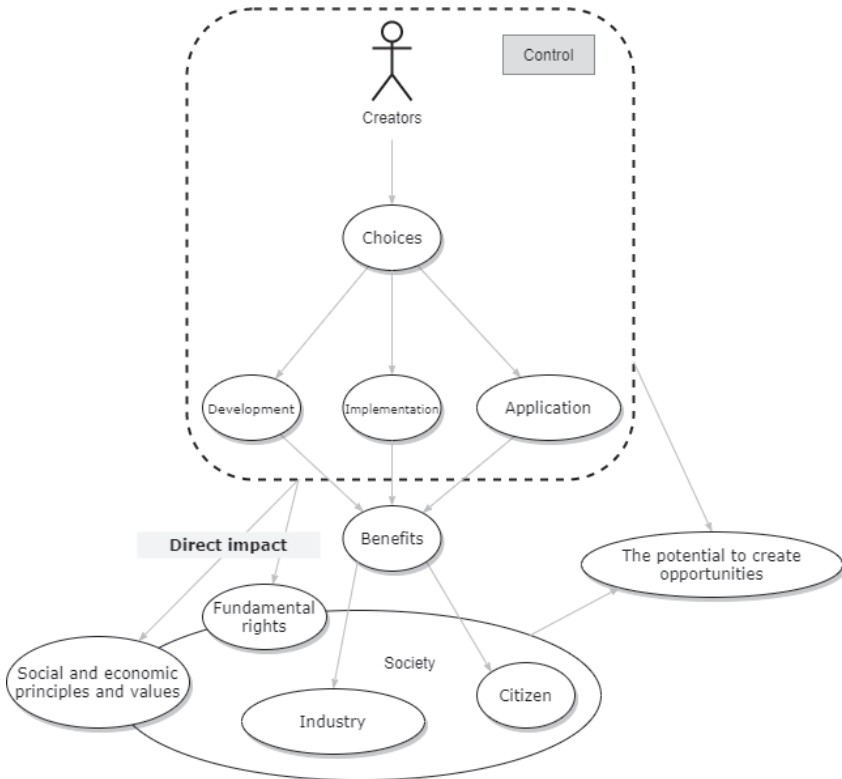 Control
Creators
Choices
Development
Implementation
Application
Direct impact
Benefits
The potential to create
opportunities
Fundamental
rights
Society
Social and economic
principles and values
Industry
Citizen